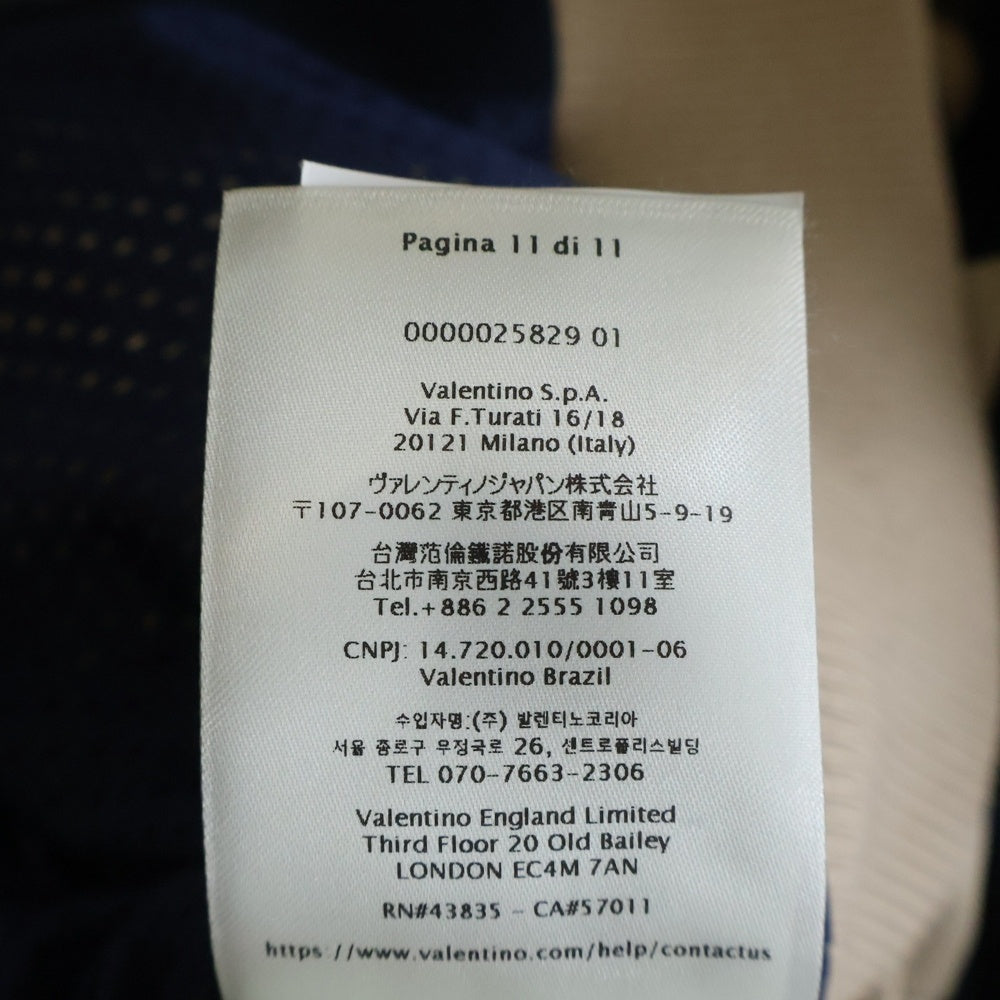 Pagina 11 di 11
0000025829 01
Valentino S.p.A.
Via F.Turati 16/18
20121 Milano (Italy)
ヴァレンティノジャパン株式会社
〒107-0062 東京都港区南青山5-9-19
台灣范倫鐵諾股份有限公司
台北市南京西路41號3樓11室
Tel.+886 2 2555 1098
CNPJ: 14.720.010/0001-06
Valentino Brazil
수입자명:(주) 발렌티노코리아
서울 종로구 우정국로 26, 센트로폴리스빌딩
TEL 070-7663-2306
Valentino England Limited
Third Floor 20 Old Bailey
LONDON EC4M 7AN
RN#43835 - CA#57011
https://www.valentino.com/help/contactus